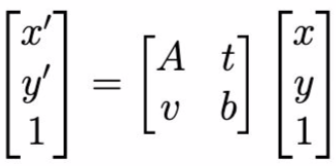 [x′; y′; 1] = [A t; v b] [x; y; 1]